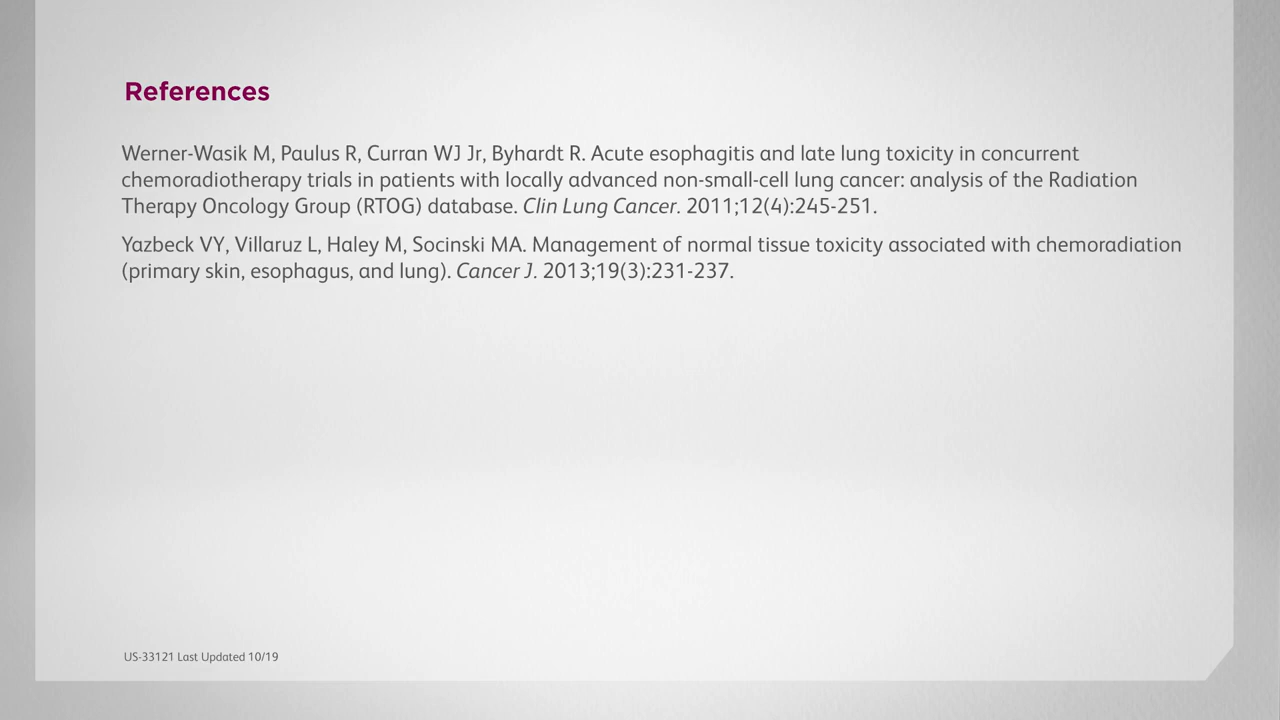 References
Werner-Wasik M, Paulus R, Curran WJ Jr, Byhardt R. Acute esophagitis and late lung toxicity in concurrent
chemoradiotherapy trials in patients with locally advanced non-small-cell lung cancer: analysis of the Radiation
Therapy Oncology Group (RTOG) database. Clin Lung Cancer. 2011;12(4):245-251.
Yazbeck VY, Villaruz L, Haley M, Socinski MA. Management of normal tissue toxicity associated with chemoradiation
(primary skin, esophagus, and lung). Cancer J. 2013;19(3):231-237.
US-33121 Last Updated 10/19